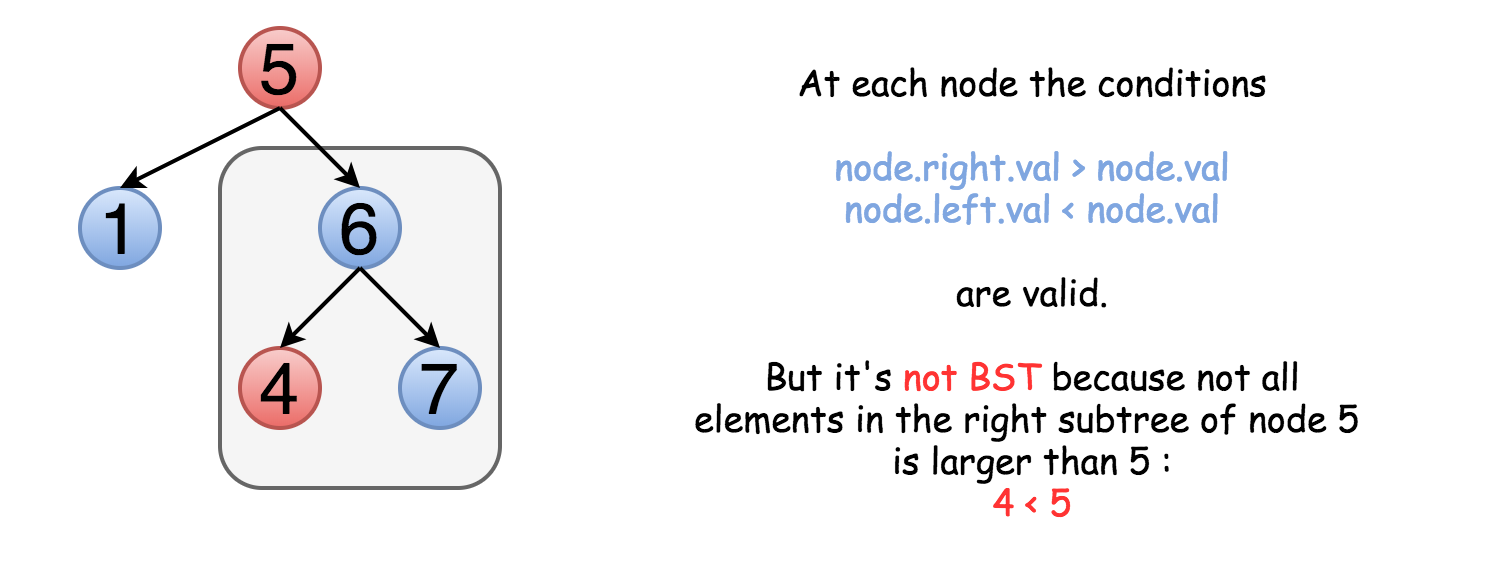 5
1
6
4
7
At each node the conditions
node.right.val > node.val
node.left.val < node.val
are valid.
But it's not BST because not all
elements in the right subtree of node 5
is larger than 5 :
4 < 5